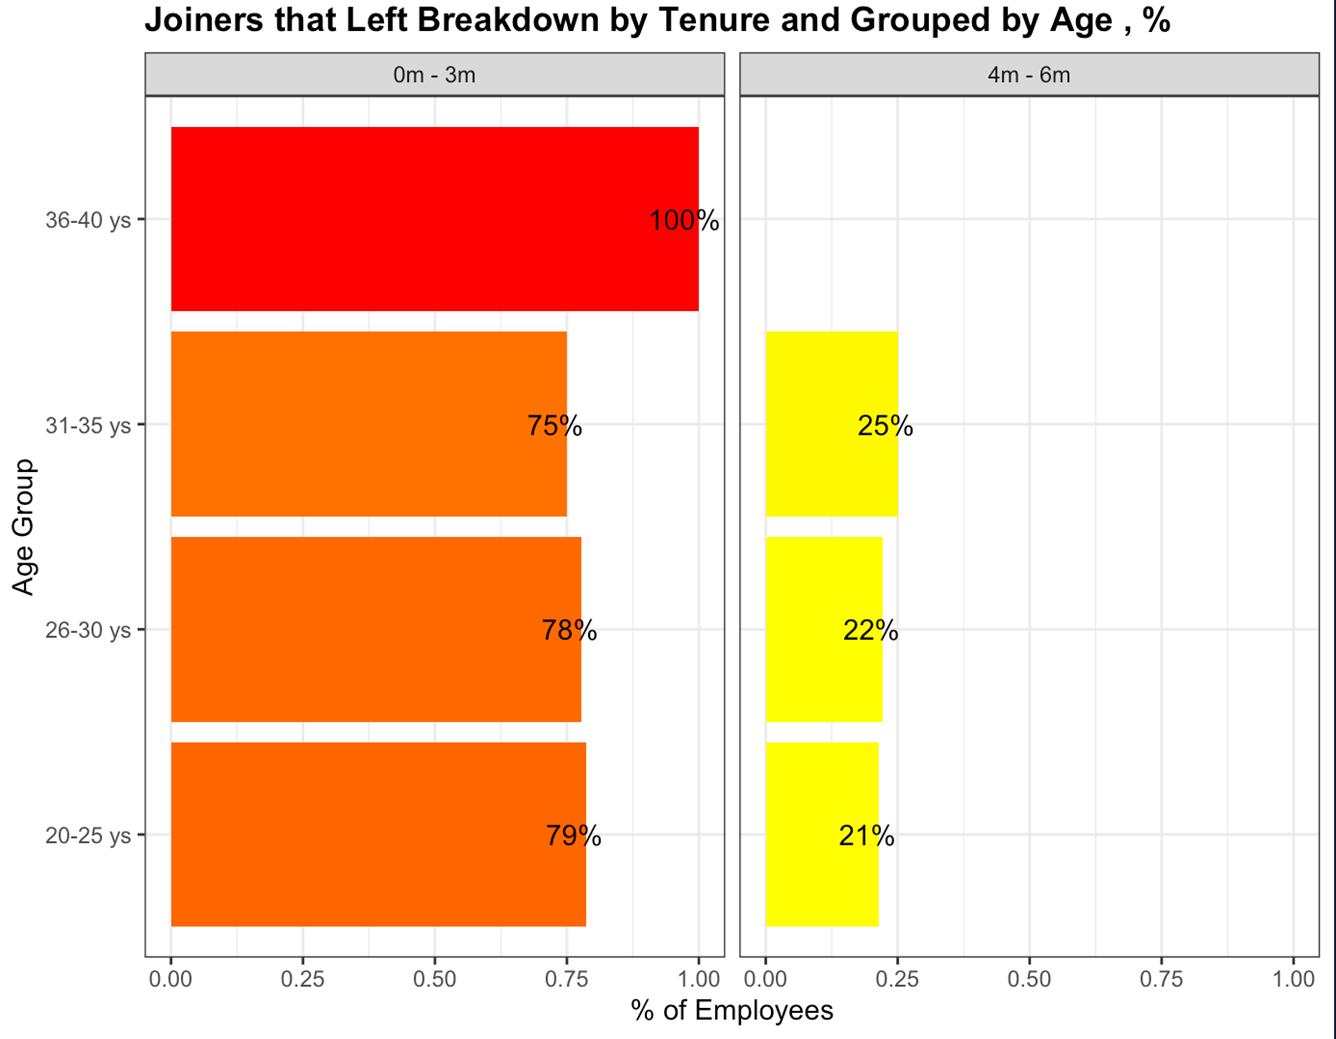 Joiners that Left Breakdown by Tenure and Grouped by Age , %
0m - 3m
4m - 6m
36-40 ys
100%
31-35 ys
75%
25%
26-30 ys
78%
22%
20-25 ys
79%
21%
Age Group
0.00 0.25 0.50 0.75 1.00
0.00 0.25 0.50 0.75 1.00
% of Employees